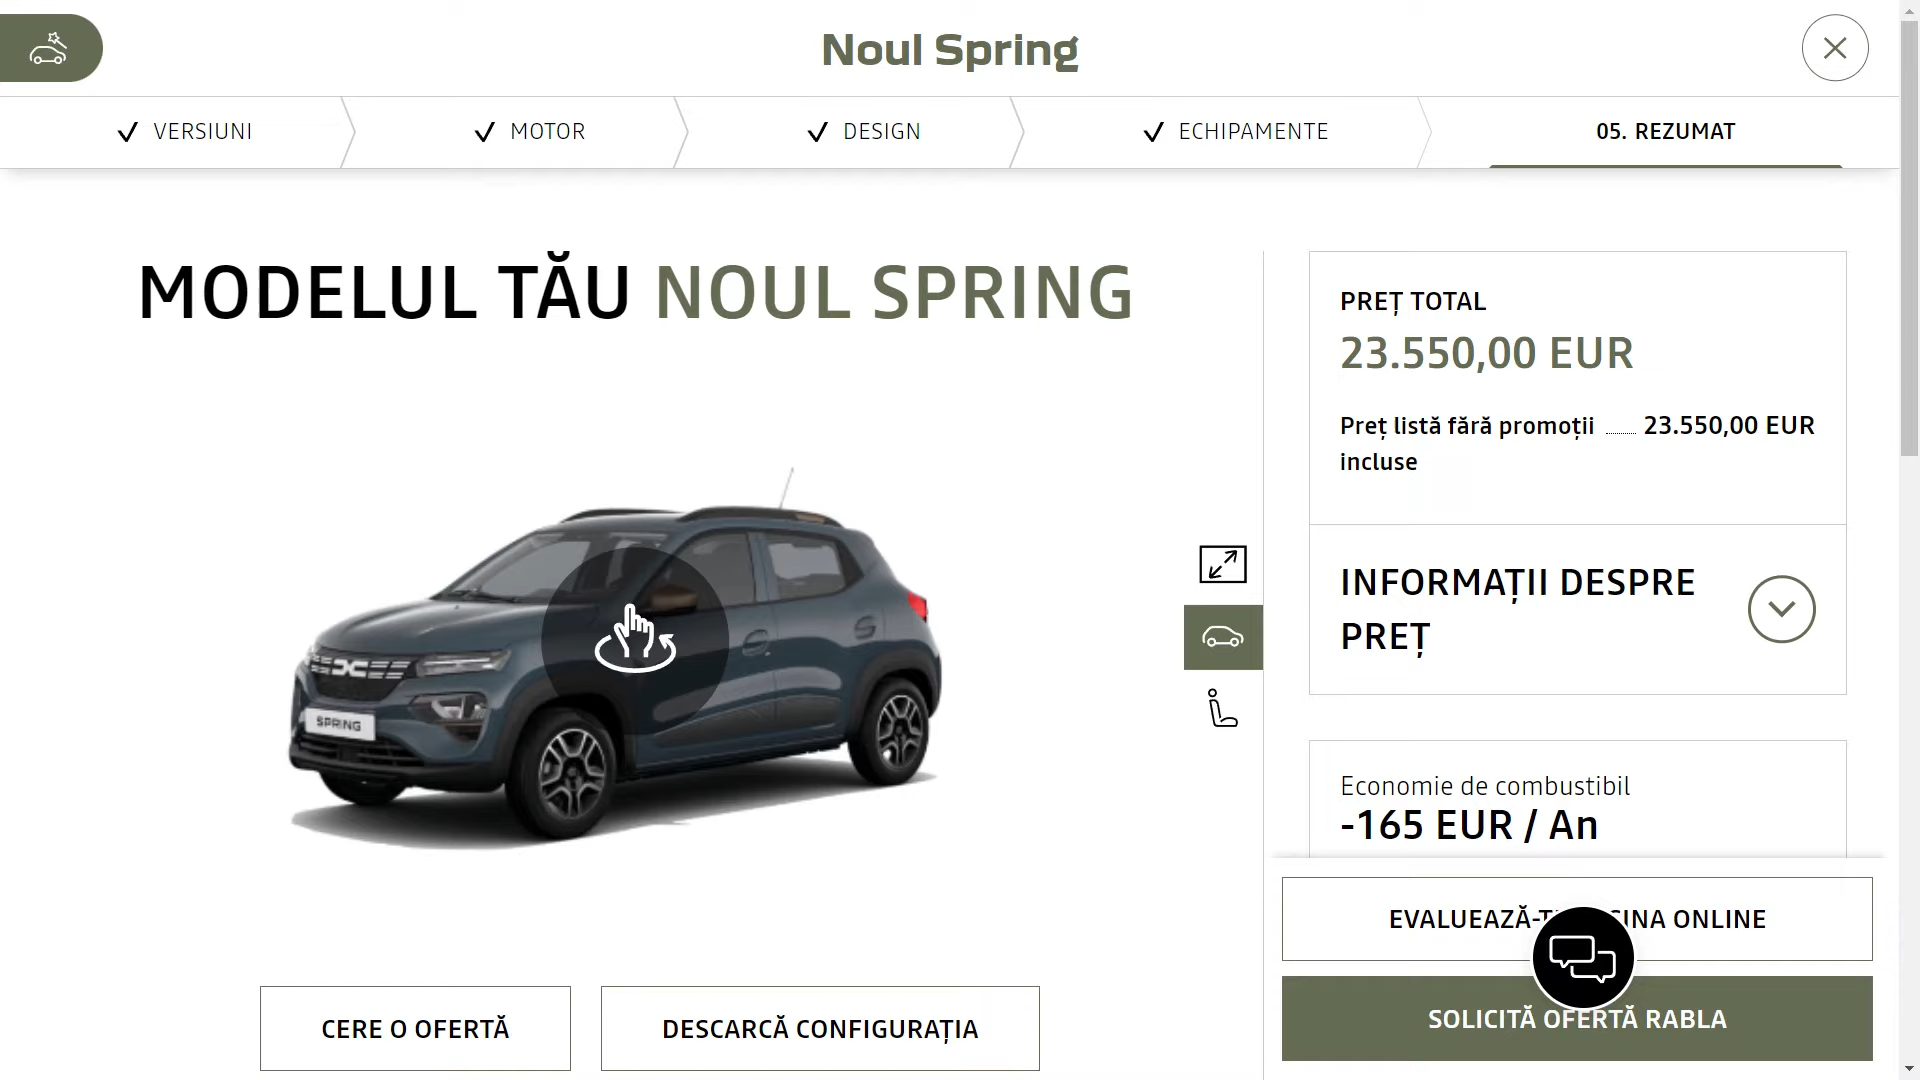 Noul Spring
VERSIUNI
MOTOR
DESIGN
ECHIPAMENTE
05. REZUMAT
MODELUL TĂU NOUL SPRING
SPRING
CERE O OFERTĂ
DESCARCĂ CONFIGURAȚIA
PREȚ TOTAL
23.550,00 EUR
Preț listă fără promoții 23.550,00 EUR
incluse
INFORMAȚII DESPRE
PREȚ
Economie de combustibil
-165 EUR / An
ONLINE
SOLICITĂ OFERTĂ RABLA